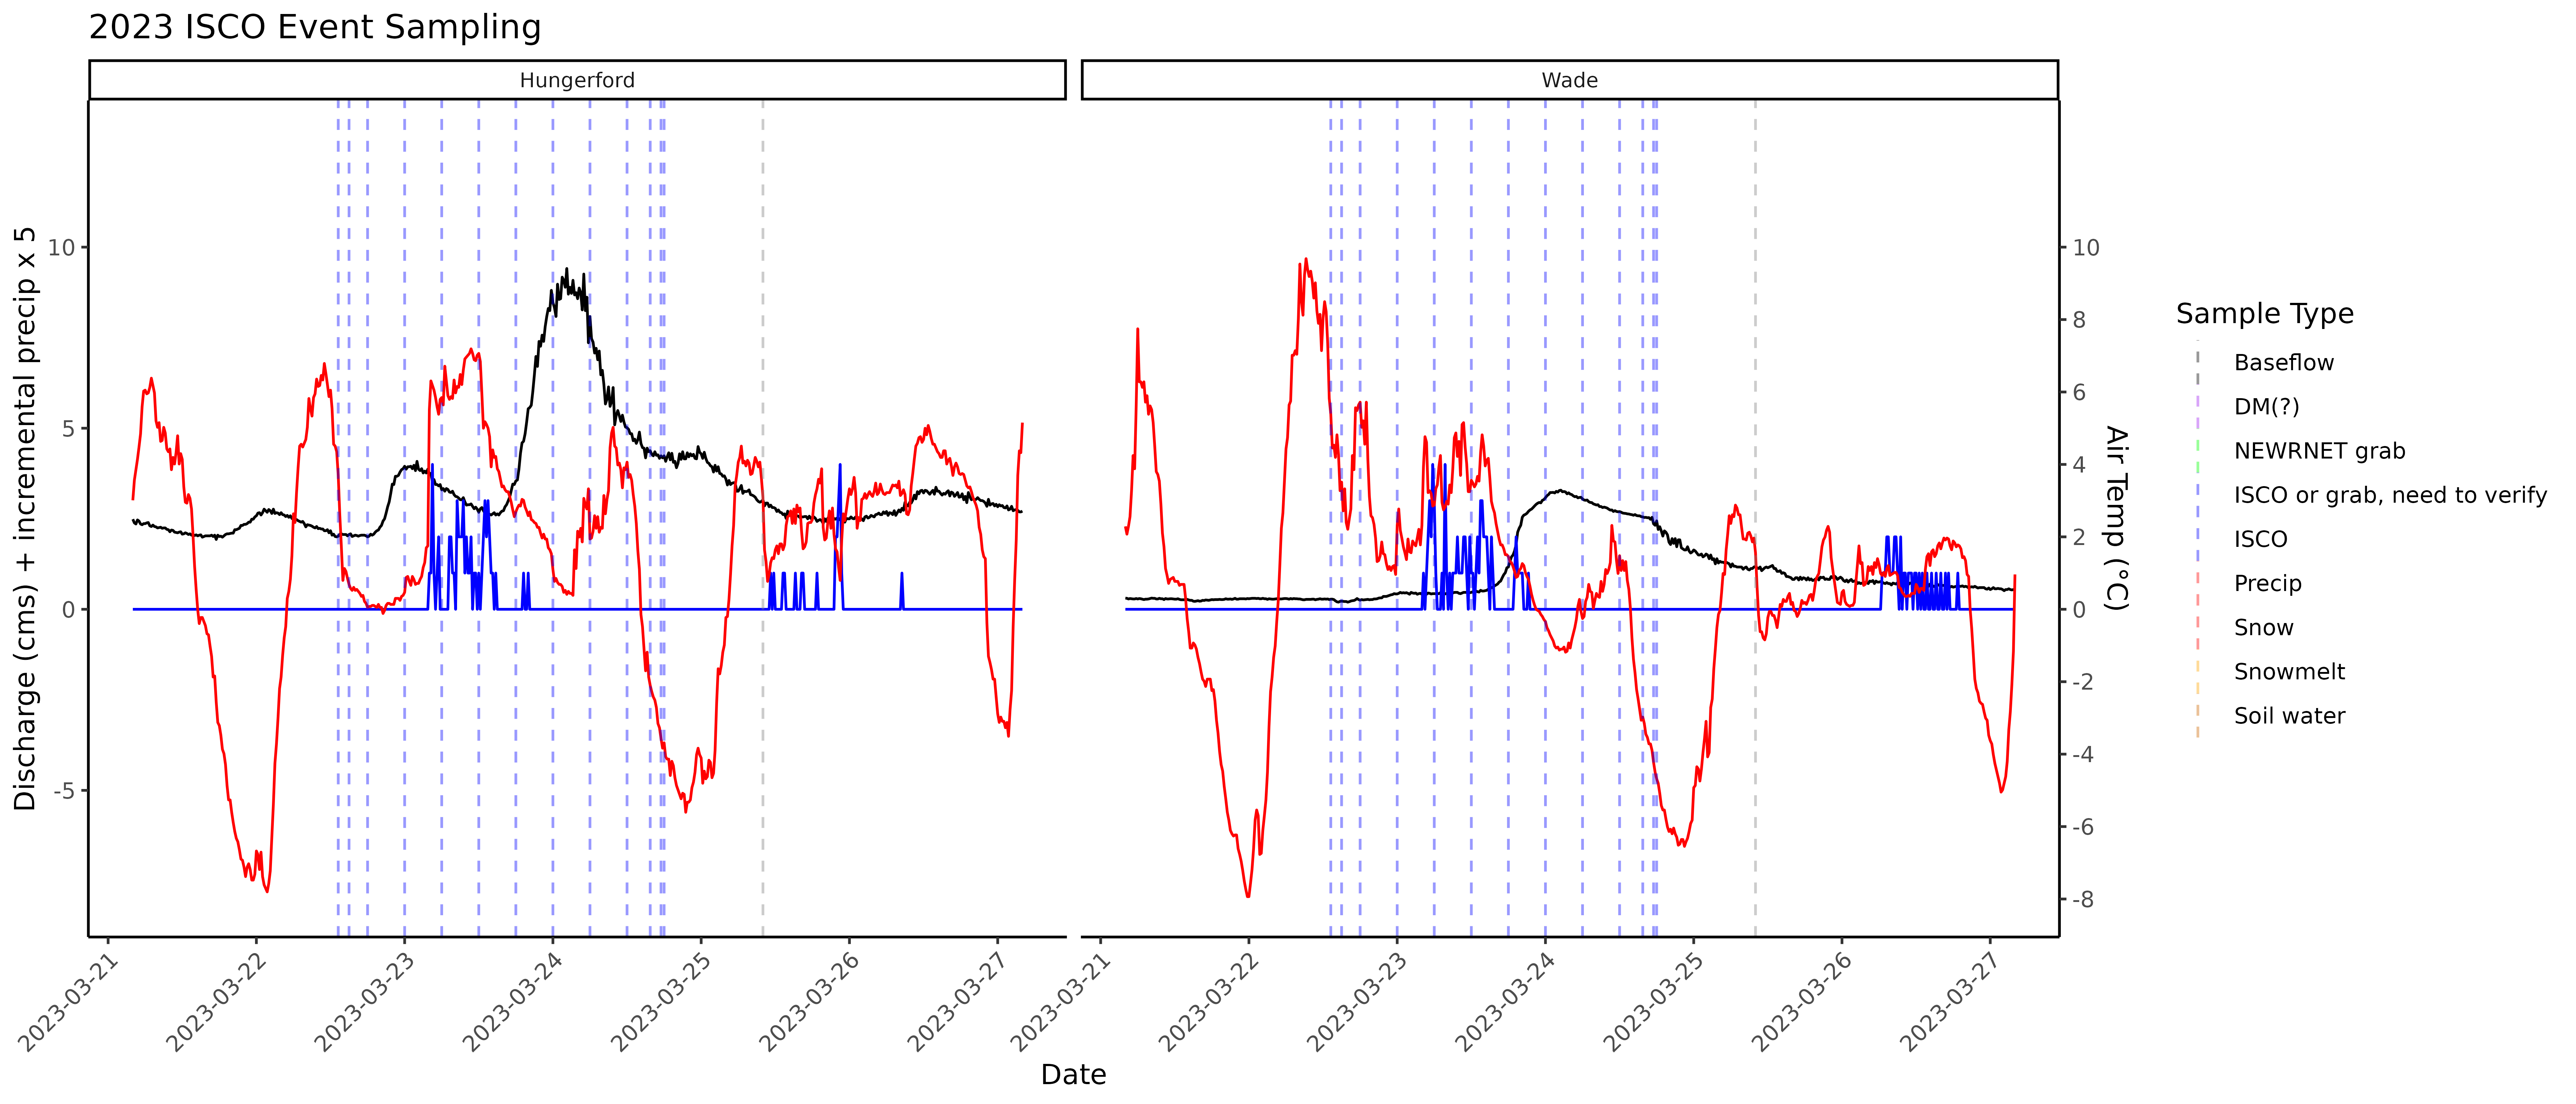 2023 ISCO Event Sampling
Hungerford
Wade
Discharge (cms) + incremental precip x 5
10
5
0
-5
10
8
6
4
2
0
-2
-4
-6
-8
Air Temp (°C)
2023-03-21
2023-03-22
2023-03-23
2023-03-24
2023-03-25
2023-03-26
2023-03-27
2023-03-21
2023-03-22
2023-03-23
2023-03-24
2023-03-25
2023-03-26
2023-03-27
Date
Sample Type
Baseflow
DM(?)
NEWRNET grab
ISCO or grab, need to verify
ISCO
Precip
Snow
Snowmelt
Soil water